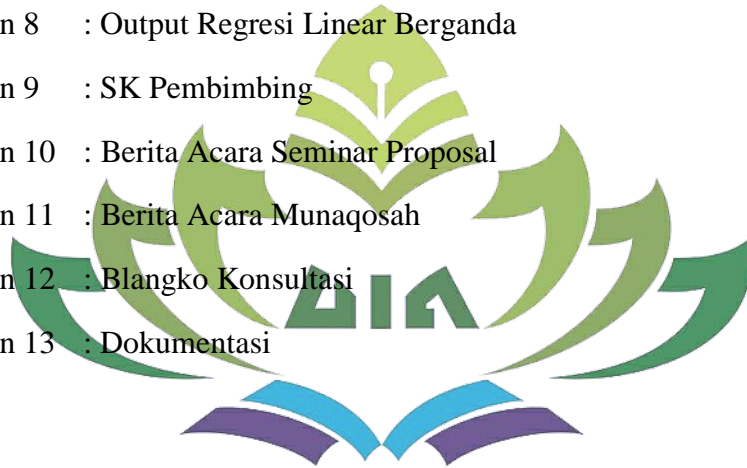 n 8 : Output Regresi Linear Berganda
n 9 : SK Pembimbing
n 10 : Berita Acara Seminar Proposal
n 11 : Berita Acara Munaqosah
n 12 : Blangko Konsultasi
n 13 : Dokumentasi